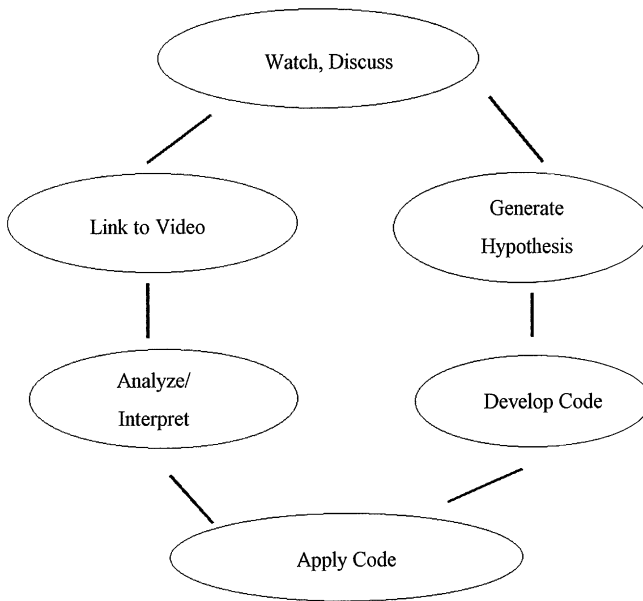 Watch, Discuss
Link to Video
Generate
Hypothesis
Analyze/
Interpret
Develop Code
Apply Code